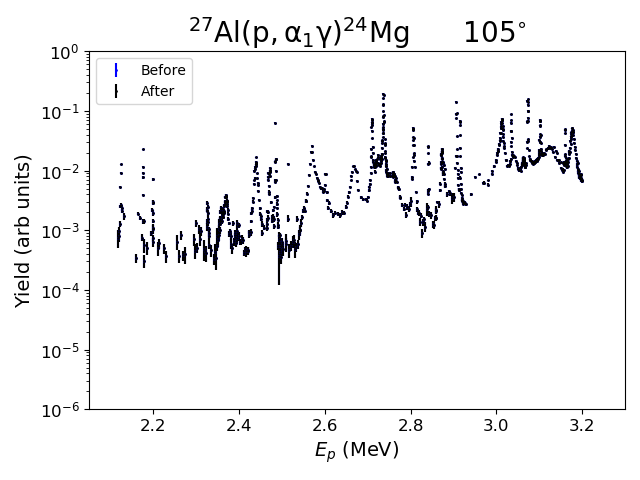 ²⁷Al(p, α₁γ)²⁴Mg 105°
Before
After
Yield (arb units)
10⁰
10⁻¹
10⁻²
10⁻³
10⁻⁴
10⁻⁵
10⁻⁶
2.2 2.4 2.6 2.8 3.0 3.2
Eₚ (MeV)